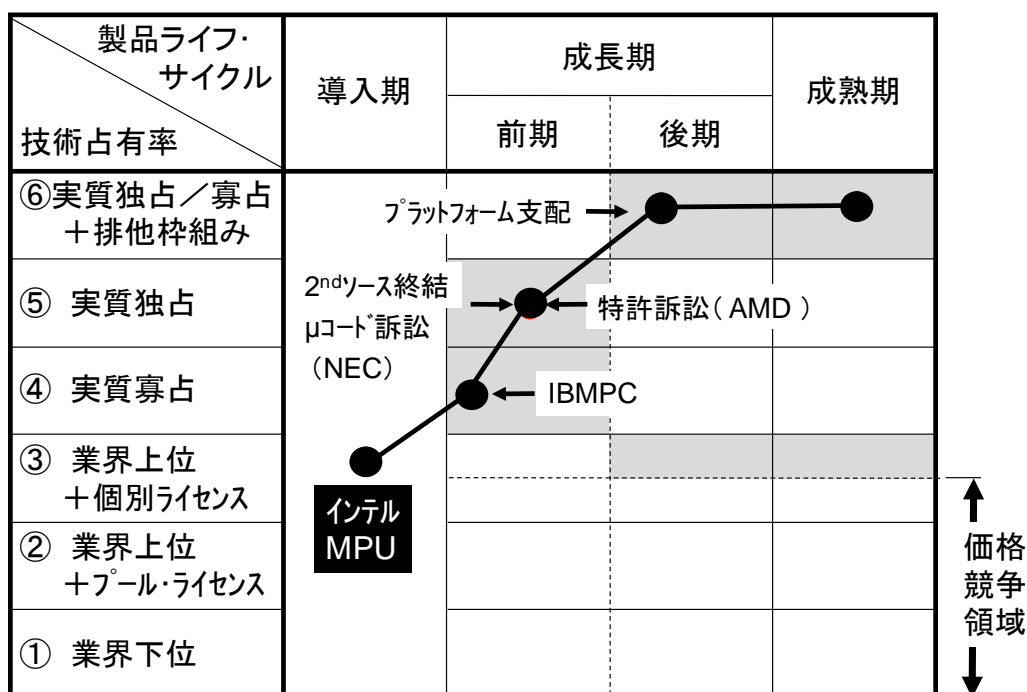 製品ライフ・
サイクル
技術占有率
導入期
成長期
前期
後期
成熟期
⑥実質独占／寡占
＋排他枠組み
プラットフォーム支配
⑤ 実質独占
2ndソース終結
μコード訴訟
（NEC）
特許訴訟（AMD）
④ 実質寡占
IBMPC
③ 業界上位
＋個別ライセンス
インテル
MPU
② 業界上位
＋プール・ライセンス
① 業界下位
価格
競争
領域